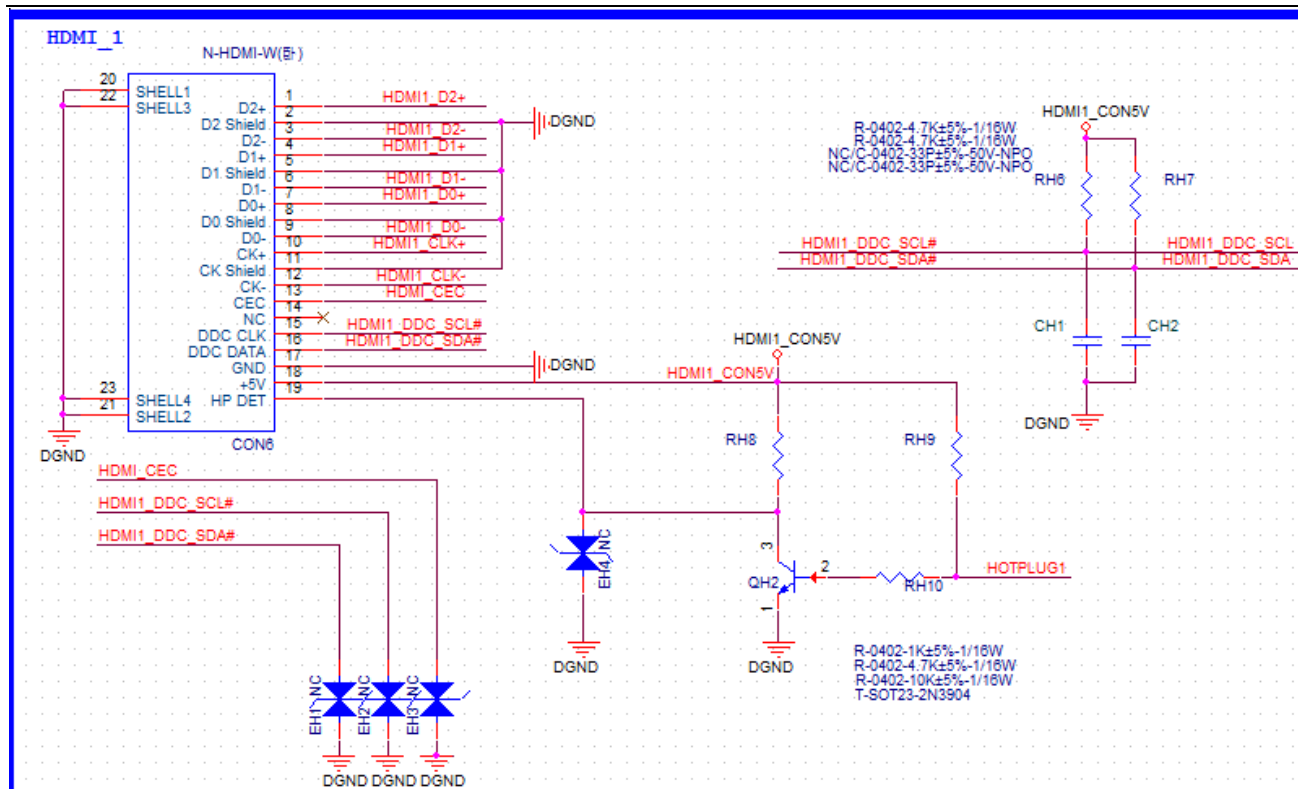 HDMI_1
N-HDMI-W(卧)
20
SHELL1
22
SHELL3
1
D2+
HDMI1_D2+
2
D2 Shield
DGND
3
D2-
HDMI1_D2-
4
D1+
HDMI1_D1+
5
D1 Shield
6
D1-
HDMI1_D1-
7
D0+
HDMI1_D0+
8
D0 Shield
9
D0-
HDMI1_D0-
10
CK+
HDMI1_CLK+
11
CK Shield
12
CK-
HDMI1_CLK-
13
CEC
HDMI_CEC
14
NC
15
DDC CLK
HDMI1_DDC_SCL#
16
DDC DATA
HDMI1_DDC_SDA#
17
GND
DGND
18
+5V
HDMI1_CON5V
19
HP DET
23
SHELL4
21
SHELL2
DGND
CON6
HDMI1_CON5V
R-0402-4.7K±5%-1/16W
R-0402-4.7K±5%-1/16W
NC/C-0402-33P±5%-50V-NPO
NC/C-0402-33P±5%-50V-NPO
RH6
RH7
HDMI1_DDC_SCL#
HDMI1_DDC_SCL
HDMI1_DDC_SDA#
HDMI1_DDC_SDA
CH1
CH2
DGND
HDMI1_CON5V
RH8
RH9
3
QH2
2
1
RH10
HOTPLUG1
EH4_NC
DGND
DGND
R-0402-1K±5%-1/16W
R-0402-4.7K±5%-1/16W
R-0402-10K±5%-1/16W
T-SOT23-2N3904
HDMI_CEC
HDMI1_DDC_SCL#
HDMI1_DDC_SDA#
EH1_NC
EH2_NC
EH3_NC
DGND DGND DGND